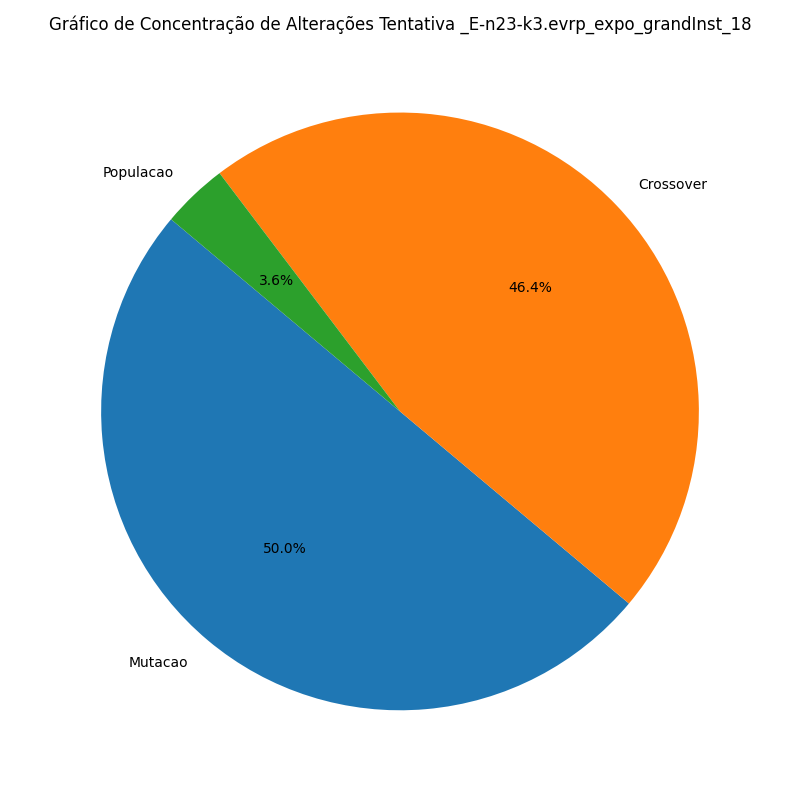 Gráfico de Concentração de Alterações Tentativa _E-n23-k3.evrp_expo_grandInst_18
Populacao
Crossover
3.6%
46.4%
50.0%
Mutacao